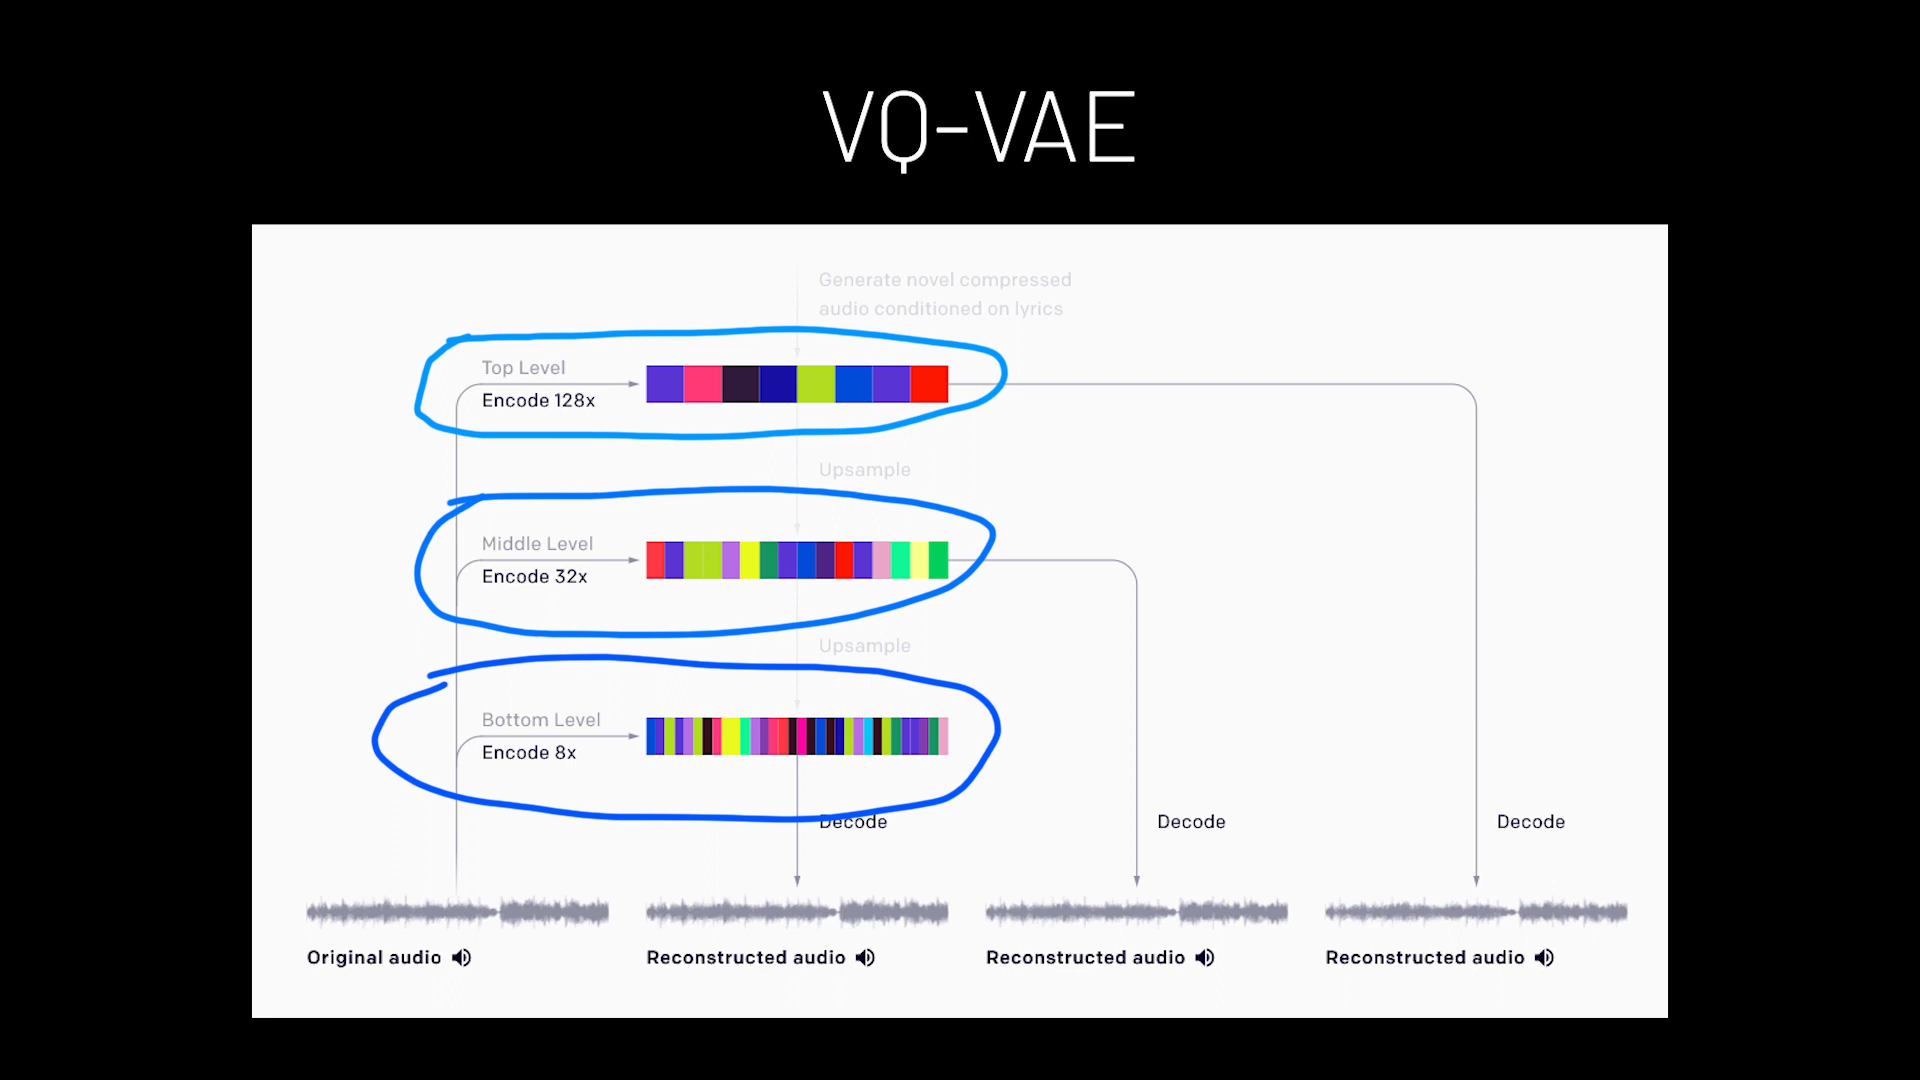 VQ-VAE
Generate novel compressed
audio conditioned on lyrics
Top Level
Encode 128x
Upsample
Middle Level
Encode 32x
Upsample
Bottom Level
Encode 8x
Decode
Decode
Decode
Original audio
Reconstructed audio
Reconstructed audio
Reconstructed audio